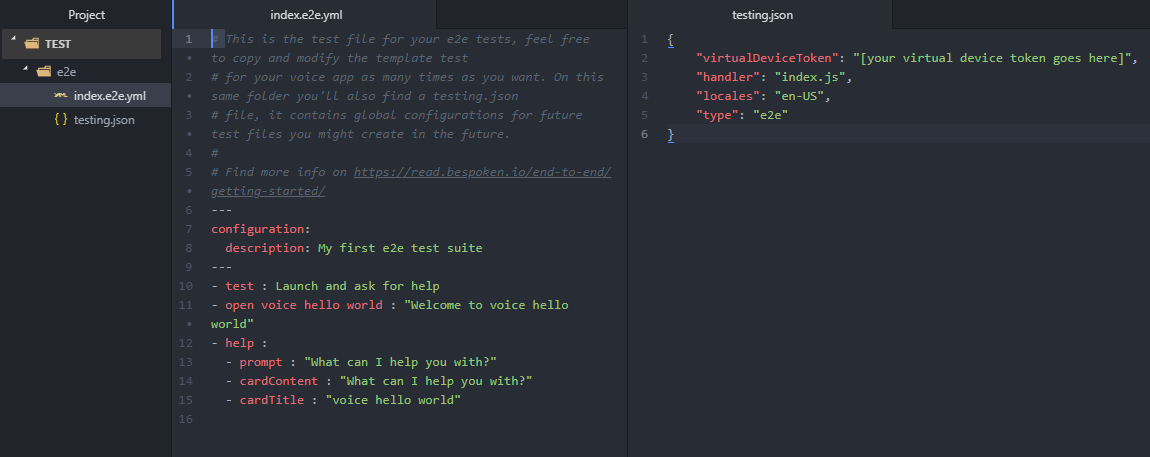 Project
TEST
e2e
index.e2e.yml
{} testing.json
index.e2e.yml
1 # This is the test file for your e2e tests, feel free
• to copy and modify the template test
2 # for your voice app as many times as you want. On this
• same folder you'll also find a testing.json
3 # file, it contains global configurations for future
• test files you might create in the future.
4 #
5 # Find more info on https://read.bespoken.io/end-to-end/
• getting-started/
6 ---
7 configuration:
8 description: My first e2e test suite
9 ---
10 - test : Launch and ask for help
11 - open voice hello world : "Welcome to voice hello
• world"
12 - help :
13 - prompt : "What can I help you with?"
14 - cardContent : "What can I help you with?"
15 - cardTitle : "voice hello world"
16
testing.json
1 {
2 "virtualDeviceToken": "[your virtual device token goes here]",
3 "handler": "index.js",
4 "locales": "en-US",
5 "type": "e2e"
6 }